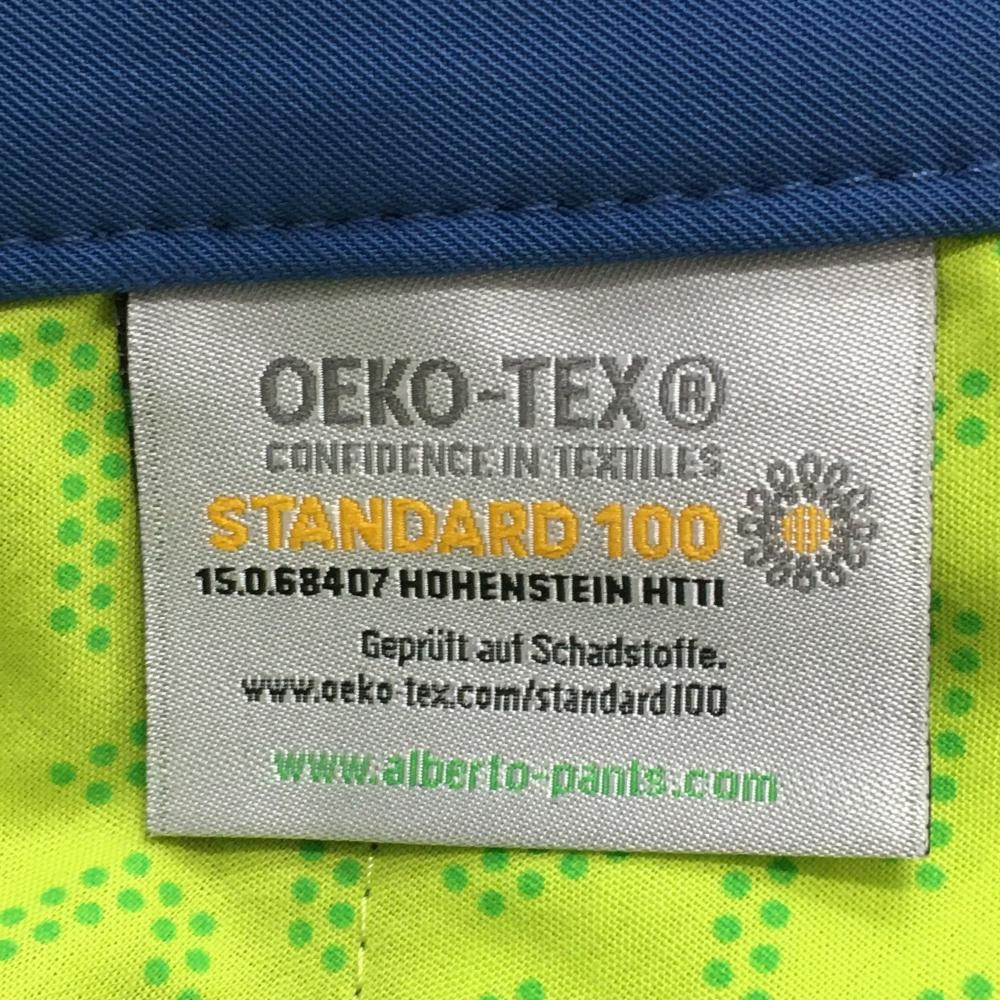 OEKO-TEX®
CONFIDENCE IN TEXTILES
STANDARD 100
15.0.68407 HOHENSTEIN HTTI
Geprüft auf Schadstoffe.
www.oeko-tex.com/standard100
www.alberto-pants.com